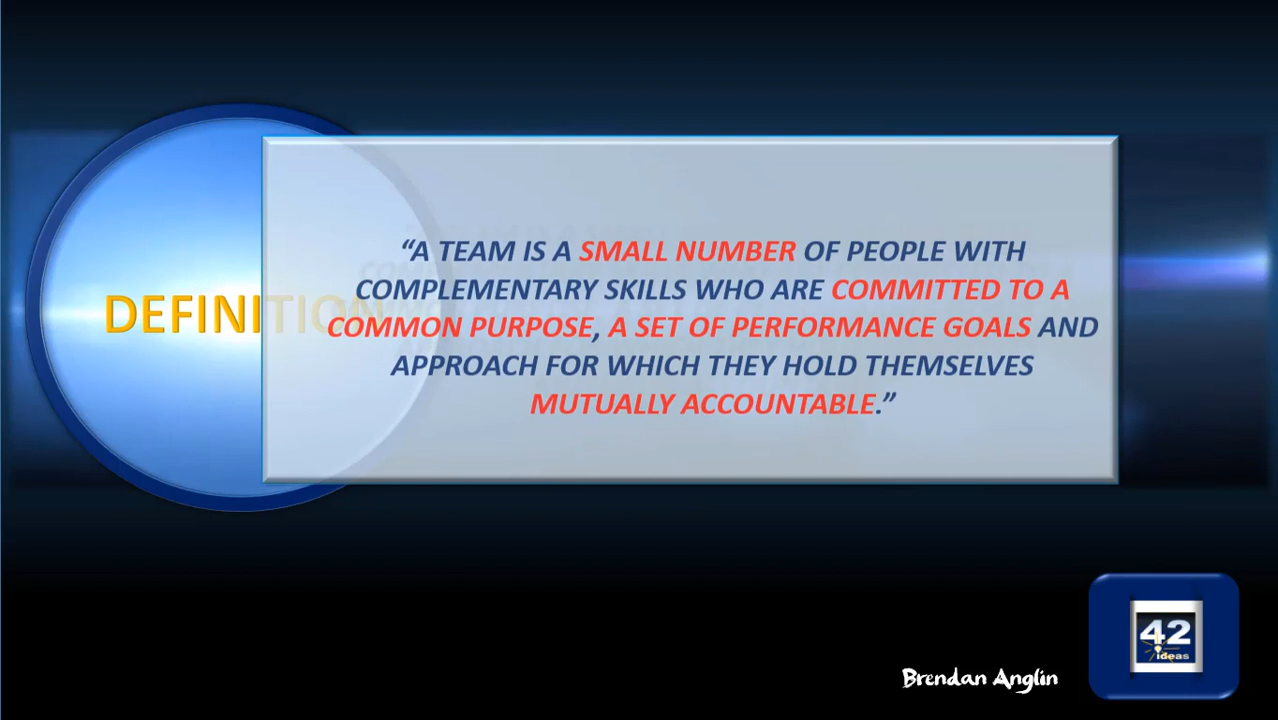 DEFINITION
“A TEAM IS A SMALL NUMBER OF PEOPLE WITH
COMPLEMENTARY SKILLS WHO ARE COMMITTED TO A
COMMON PURPOSE, A SET OF PERFORMANCE GOALS AND
APPROACH FOR WHICH THEY HOLD THEMSELVES
MUTUALLY ACCOUNTABLE.”
42
ideas
Brendan Anglin